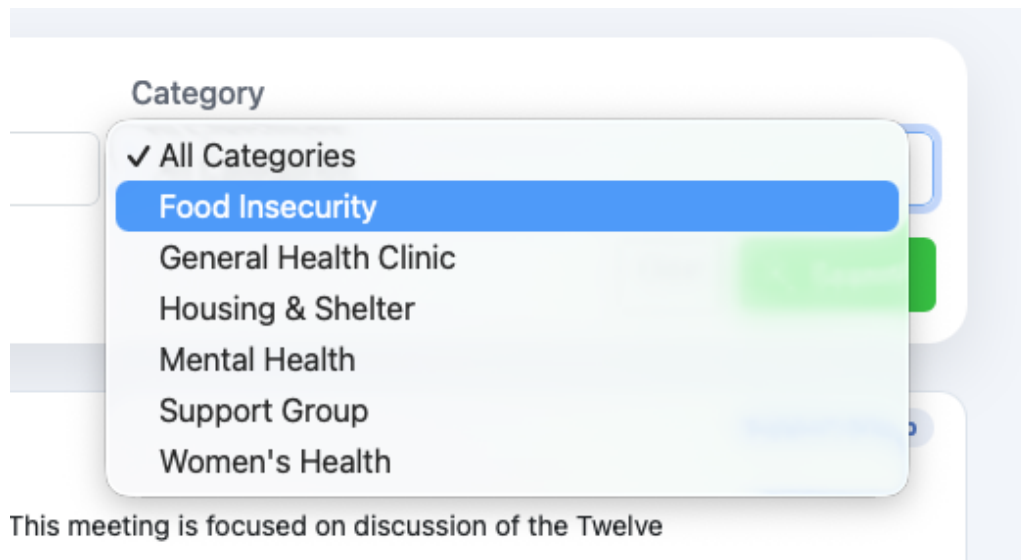 Category
✓ All Categories
Food Insecurity
General Health Clinic
Housing & Shelter
Mental Health
Support Group
Women's Health
This meeting is focused on discussion of the Twelve